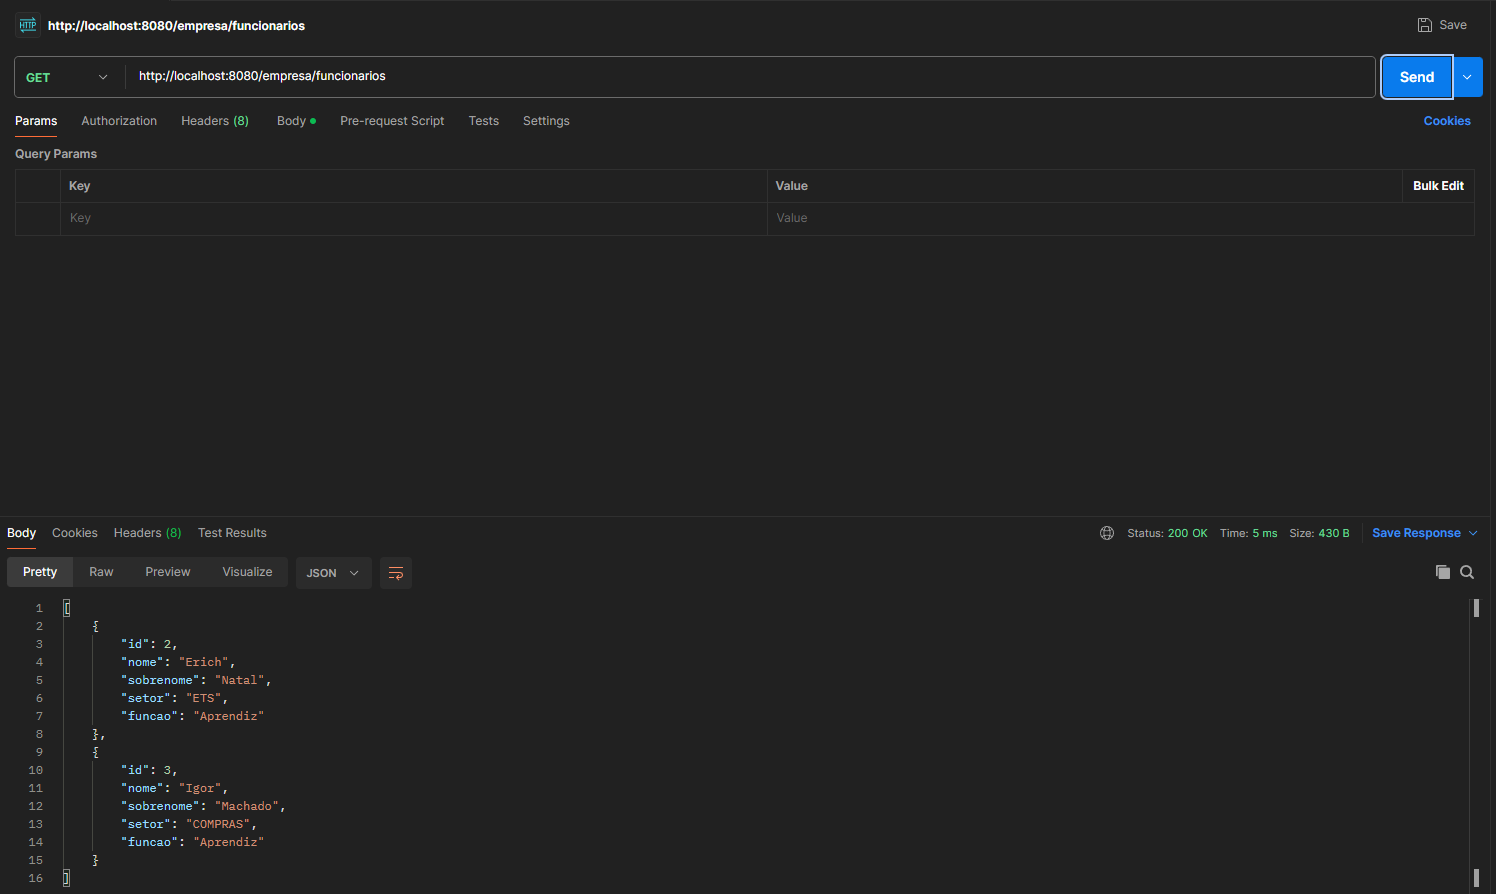 HTTP http://localhost:8080/empresa/funcionarios Save
GET http://localhost:8080/empresa/funcionarios Send
Params Authorization Headers (8) Body Pre-request Script Tests Settings Cookies
Query Params
Key Value Bulk Edit
Key Value
Body Cookies Headers (8) Test Results Status: 200 OK Time: 5 ms Size: 430 B Save Response
Pretty Raw Preview Visualize JSON
1 [
2 {
3 "id": 2,
4 "nome": "Erich",
5 "sobrenome": "Natal",
6 "setor": "ETS",
7 "funcao": "Aprendiz"
8 },
9 {
10 "id": 3,
11 "nome": "Igor",
12 "sobrenome": "Machado",
13 "setor": "COMPRAS",
14 "funcao": "Aprendiz"
15 }
16 ]